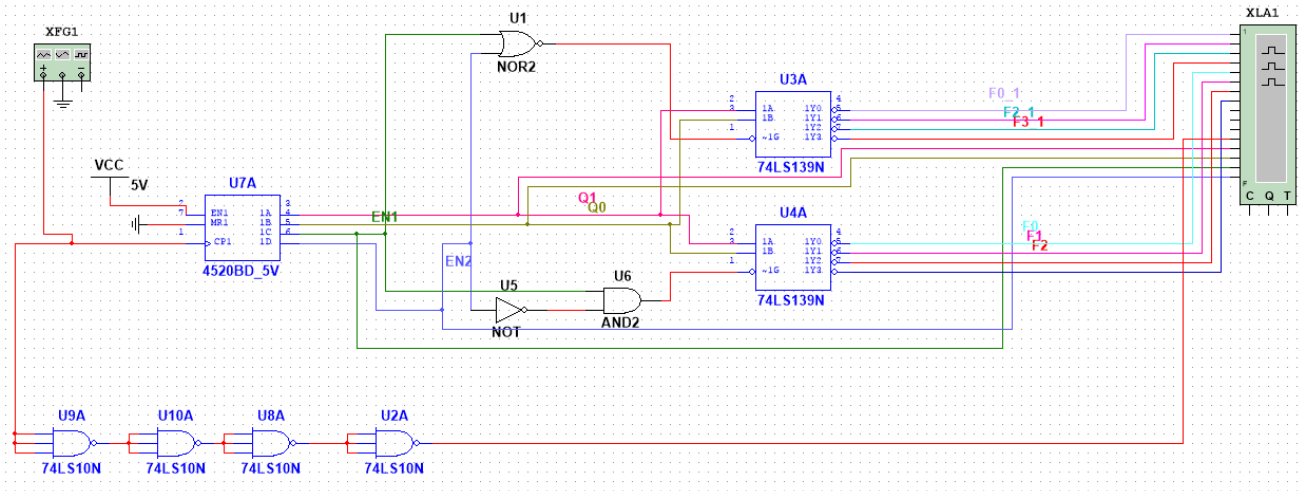 XFG1
U1
NOR2
XLA1
VCC
5V
U7A
2
7
1
EN1
MR1
CP1
1A
1B
1C
1D
3
4
5
6
4520BD_5V
EN1
EN2
Q1
Q0
U3A
2
3
1
1A
1B
~1G
1Y0
1Y1
1Y2
1Y3
4
5
6
7
74LS139N
F0_1
F2_1
F3_1
U4A
2
3
1
1A
1B
~1G
1Y0
1Y1
1Y2
1Y3
4
5
6
7
74LS139N
F0
F1
F2
U5
NOT
U6
AND2
1
F
C Q T
U9A
74LS10N
U10A
74LS10N
U8A
74LS10N
U2A
74LS10N